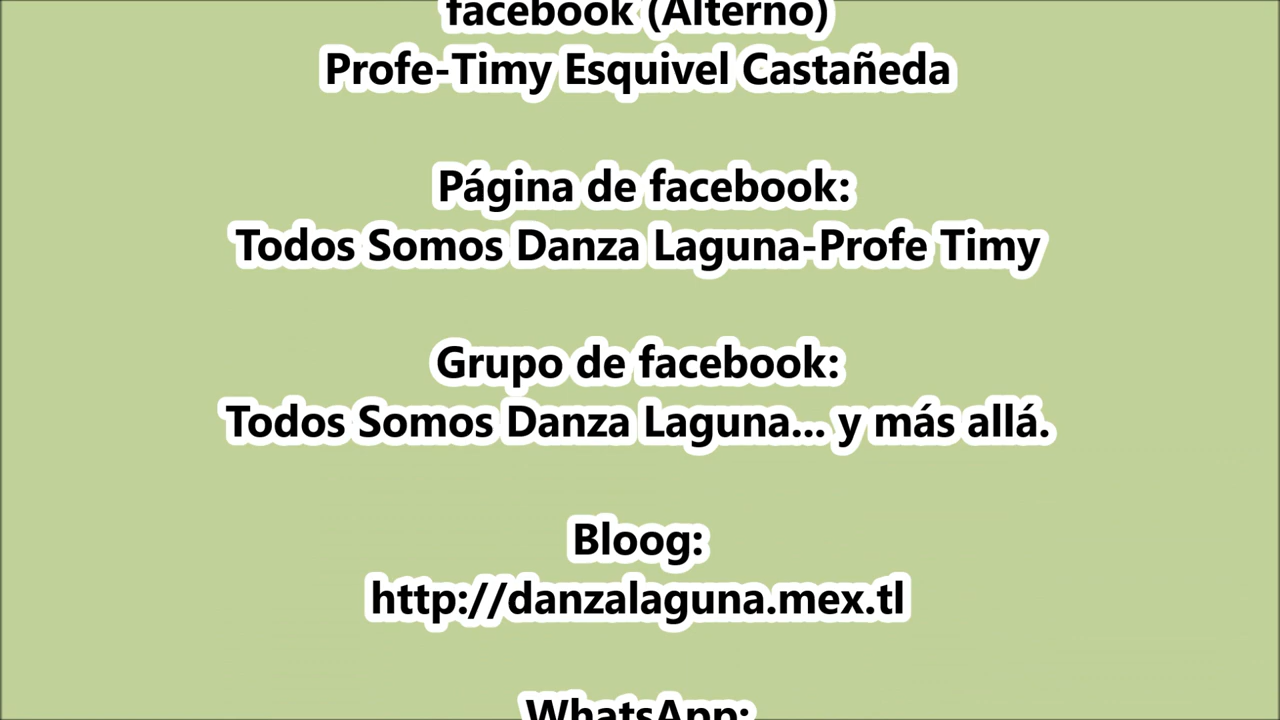 facebook (Alterno)
Profe-Timy Esquivel Castañeda
Página de facebook:
Todos Somos Danza Laguna-Profe Timy
Grupo de facebook:
Todos Somos Danza Laguna... y más allá.
Bloog:
http://danzalaguna.mex.tl
WhatsApp: